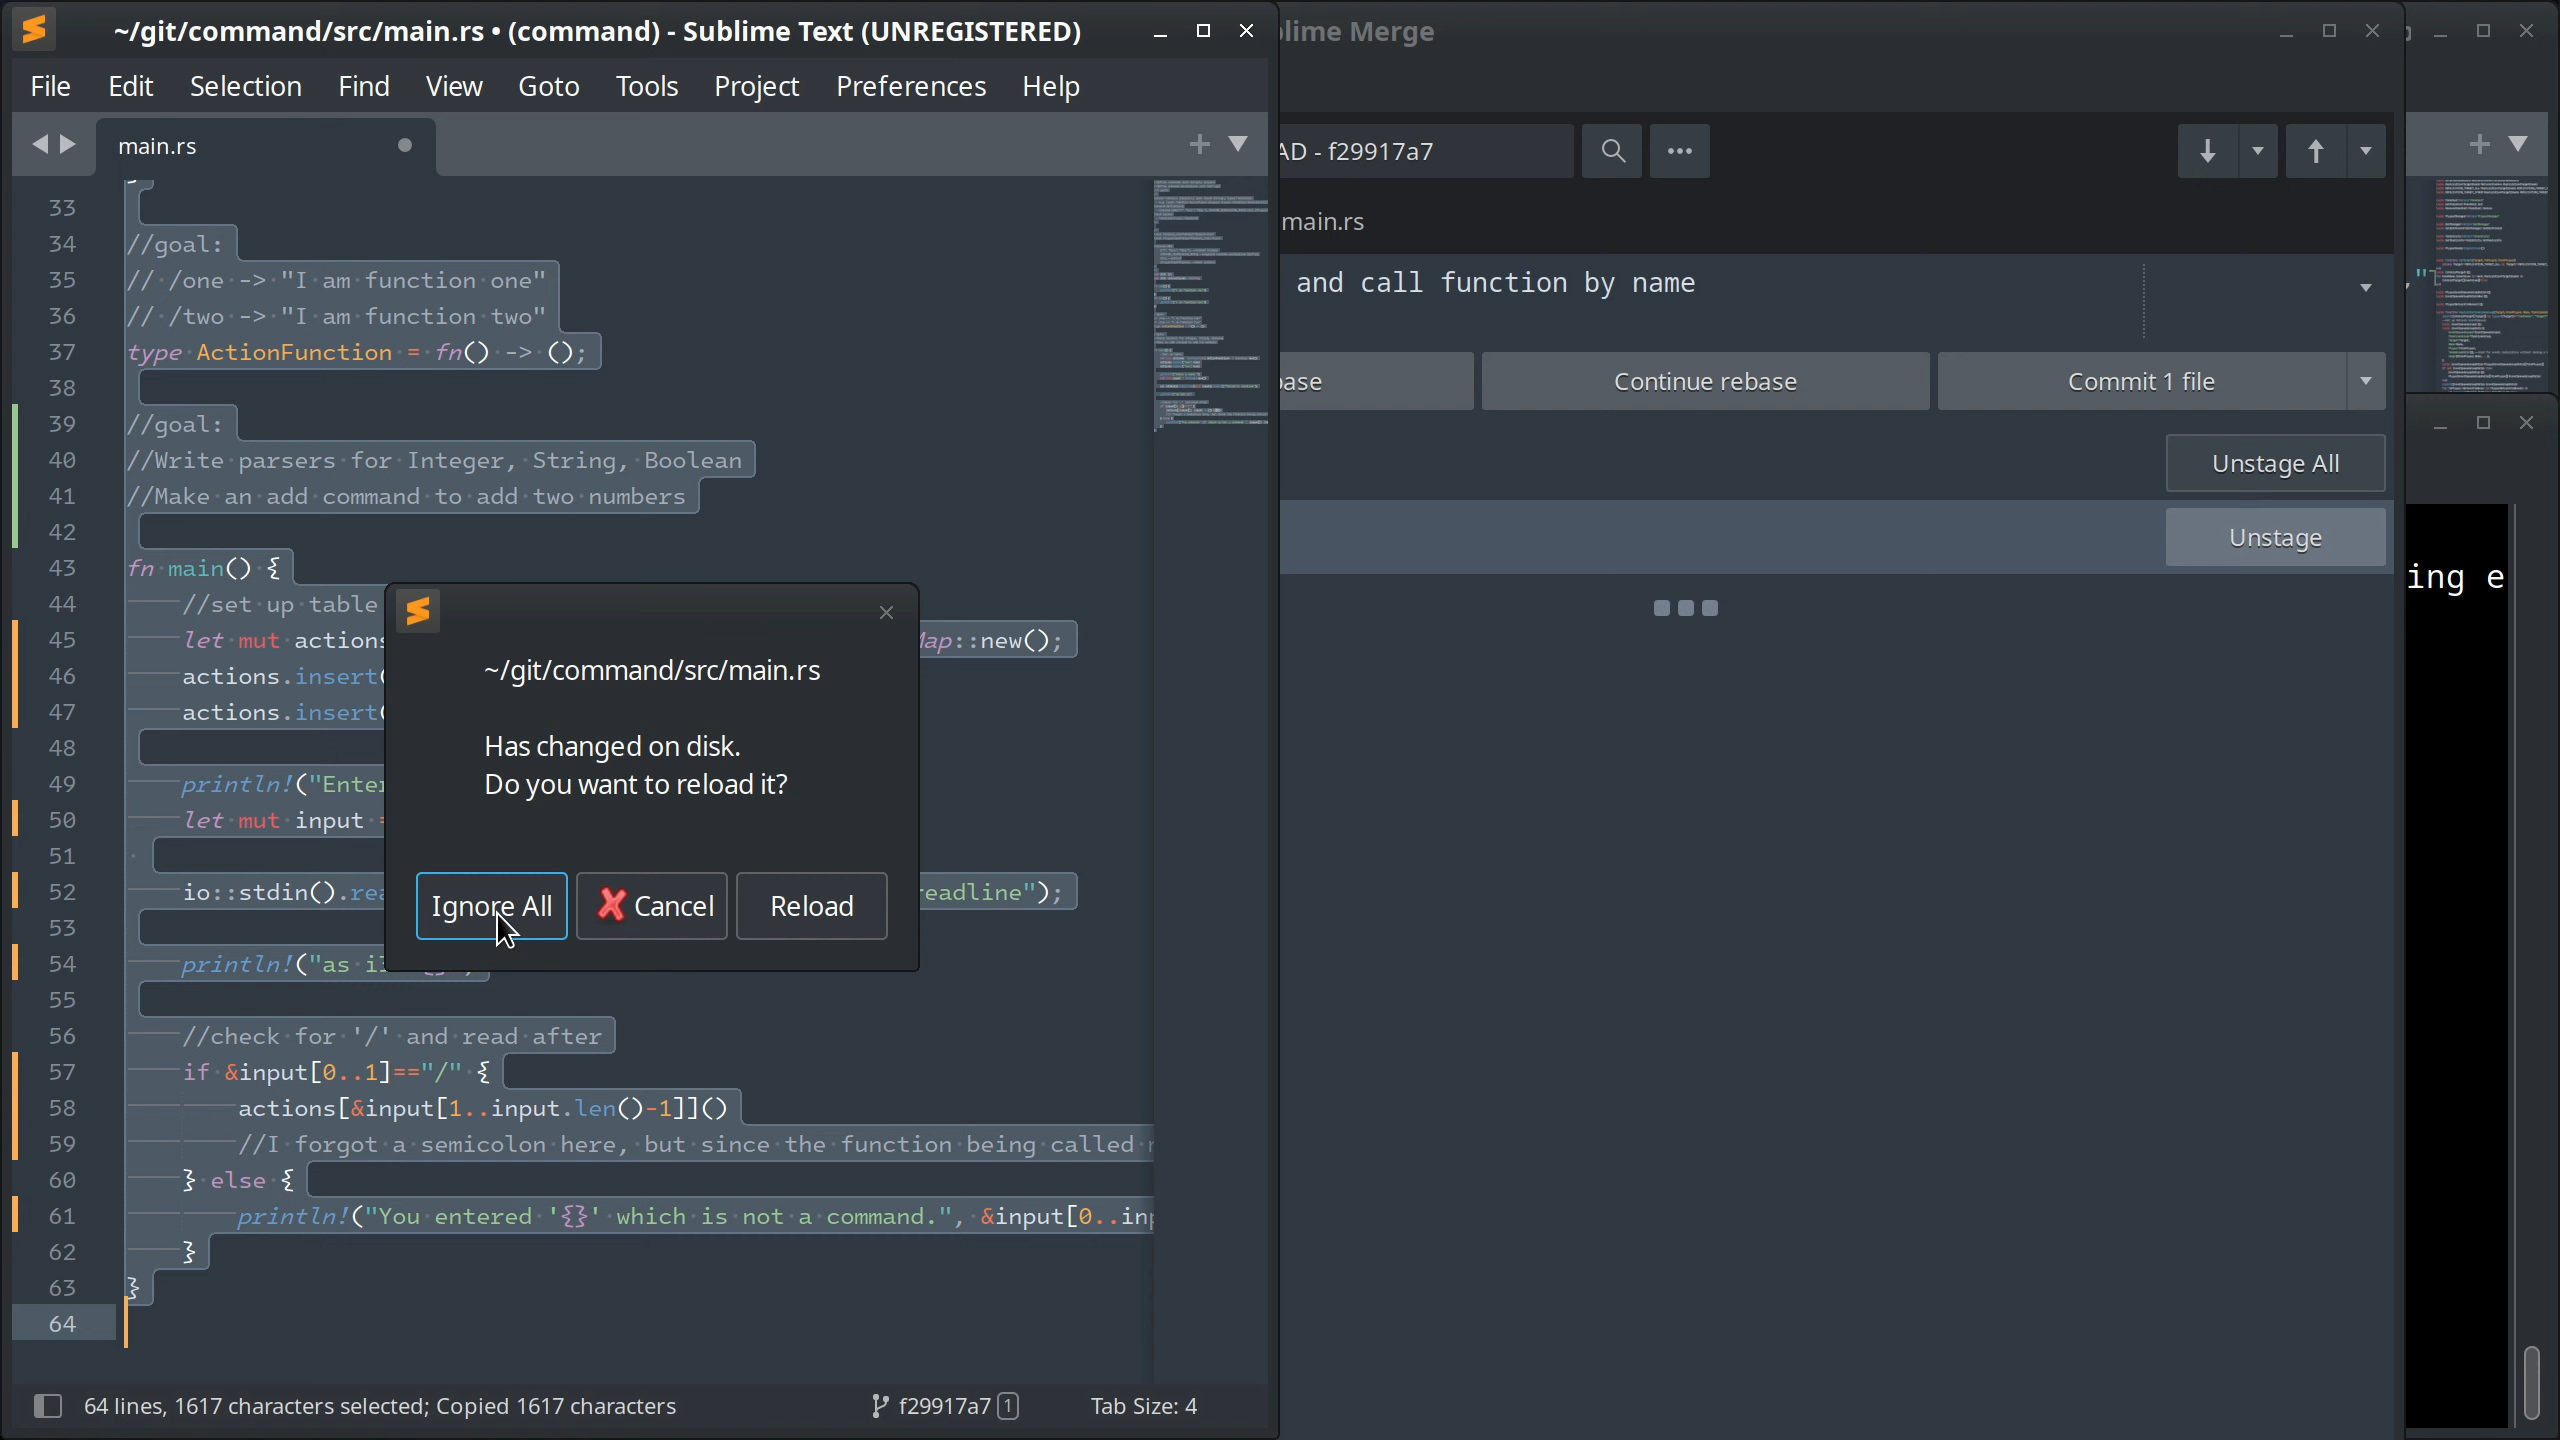 ~/git/command/src/main.rs • (command) - Sublime Text (UNREGISTERED)
File Edit Selection Find View Goto Tools Project Preferences Help
main.rs
33
34 //goal:
35 // /one -> "I am function one"
36 // /two -> "I am function two"
37 type ActionFunction = fn() -> ();
38
39 //goal:
40 //Write parsers for Integer, String, Boolean
41 //Make an add command to add two numbers
42
43 fn main() {
44 //set up table
45 let mut actions Map::new();
46 actions.insert(
47 actions.insert(
48
49 println!("Enter
50 let mut input =
51
52 io::stdin().rea readline");
53
54 println!("as i
55
56 //check for '/' and read after
57 if &input[0..1]=="/" {
58 actions[&input[1..input.len()-1]]()
59 //I forgot a semicolon here, but since the function being called
60 } else {
61 println!("You entered '{}' which is not a command.", &input[0..inp
62 }
63 }
64
64 lines, 1617 characters selected; Copied 1617 characters
f29917a7 1
Tab Size: 4
~/git/command/src/main.rs
Has changed on disk.
Do you want to reload it?
Ignore All
Cancel
Reload
lime Merge
AD - f29917a7
main.rs
and call function by name
base
Continue rebase
Commit 1 file
Unstage All
Unstage
ing e